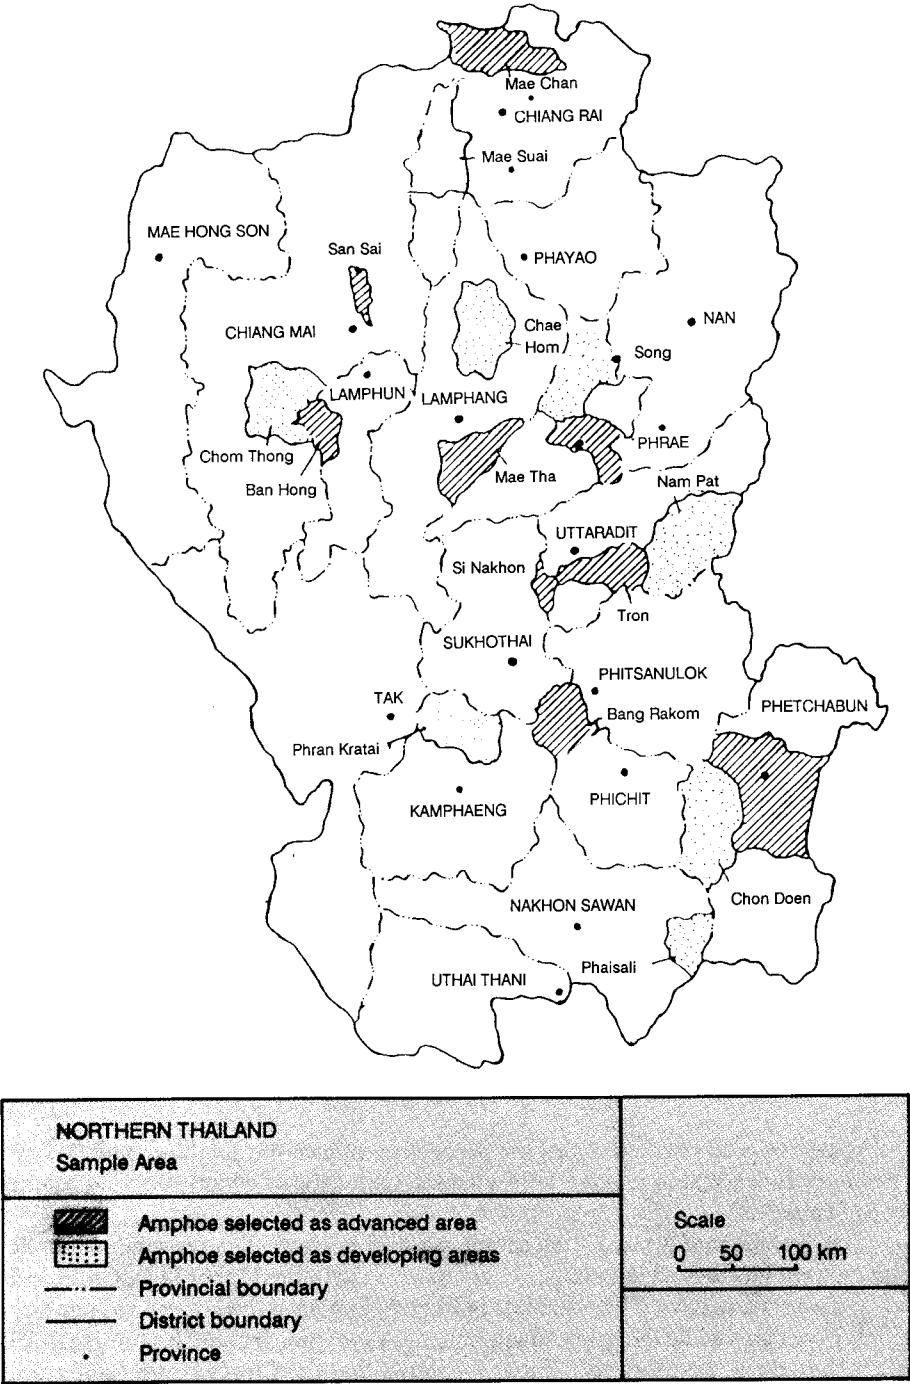 Mae Chan
CHIANG RAI
Mae Suai
MAE HONG SON
San Sai
PHAYAO
CHIANG MAI
Chae
Hom
NAN
Song
LAMPHUN
LAMPHANG
PHRAE
Chom Thong
Mae Tha
Ban Hong
Nam Pat
UTTARADIT
Si Nakhon
Tron
SUKHOTHAI
PHITSANULOK
TAK
Bang Rakom
PHETCHABUN
Phran Kratai
KAMPHAENG
PHICHIT
Chon Doen
NAKHON SAWAN
Phaisali
UTHAI THANI
NORTHERN THAILAND
Sample Area
Amphoe selected as advanced area
Amphoe selected as developing areas
Provincial boundary
District boundary
Province
Scale
0 50 100 km